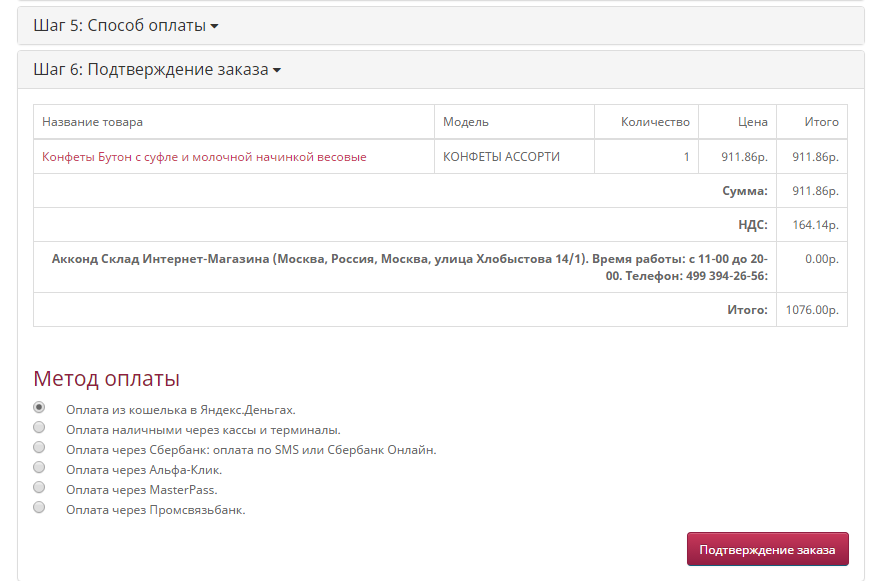 Шаг 5: Способ оплаты
Шаг 6: Подтверждение заказа
Название товара Модель Количество Цена Итого
Конфеты Бутон с суфле и молочной начинкой весовые КОНФЕТЫ АССОРТИ 1 911.86р. 911.86р.
Сумма: 911.86р.
НДС: 164.14р.
Акконд Склад Интернет-Магазина (Москва, Россия, Москва, улица Хлобыстова 14/1). Время работы: с 11-00 до 20- 0.00р.
00. Телефон: 499 394-26-56:
Итого: 1076.00р.
Метод оплаты
Оплата из кошелька в Яндекс.Деньгах.
Оплата наличными через кассы и терминалы.
Оплата через Сбербанк: оплата по SMS или Сбербанк Онлайн.
Оплата через Альфа-Клик.
Оплата через MasterPass.
Оплата через Промсвязьбанк.
Подтверждение заказа